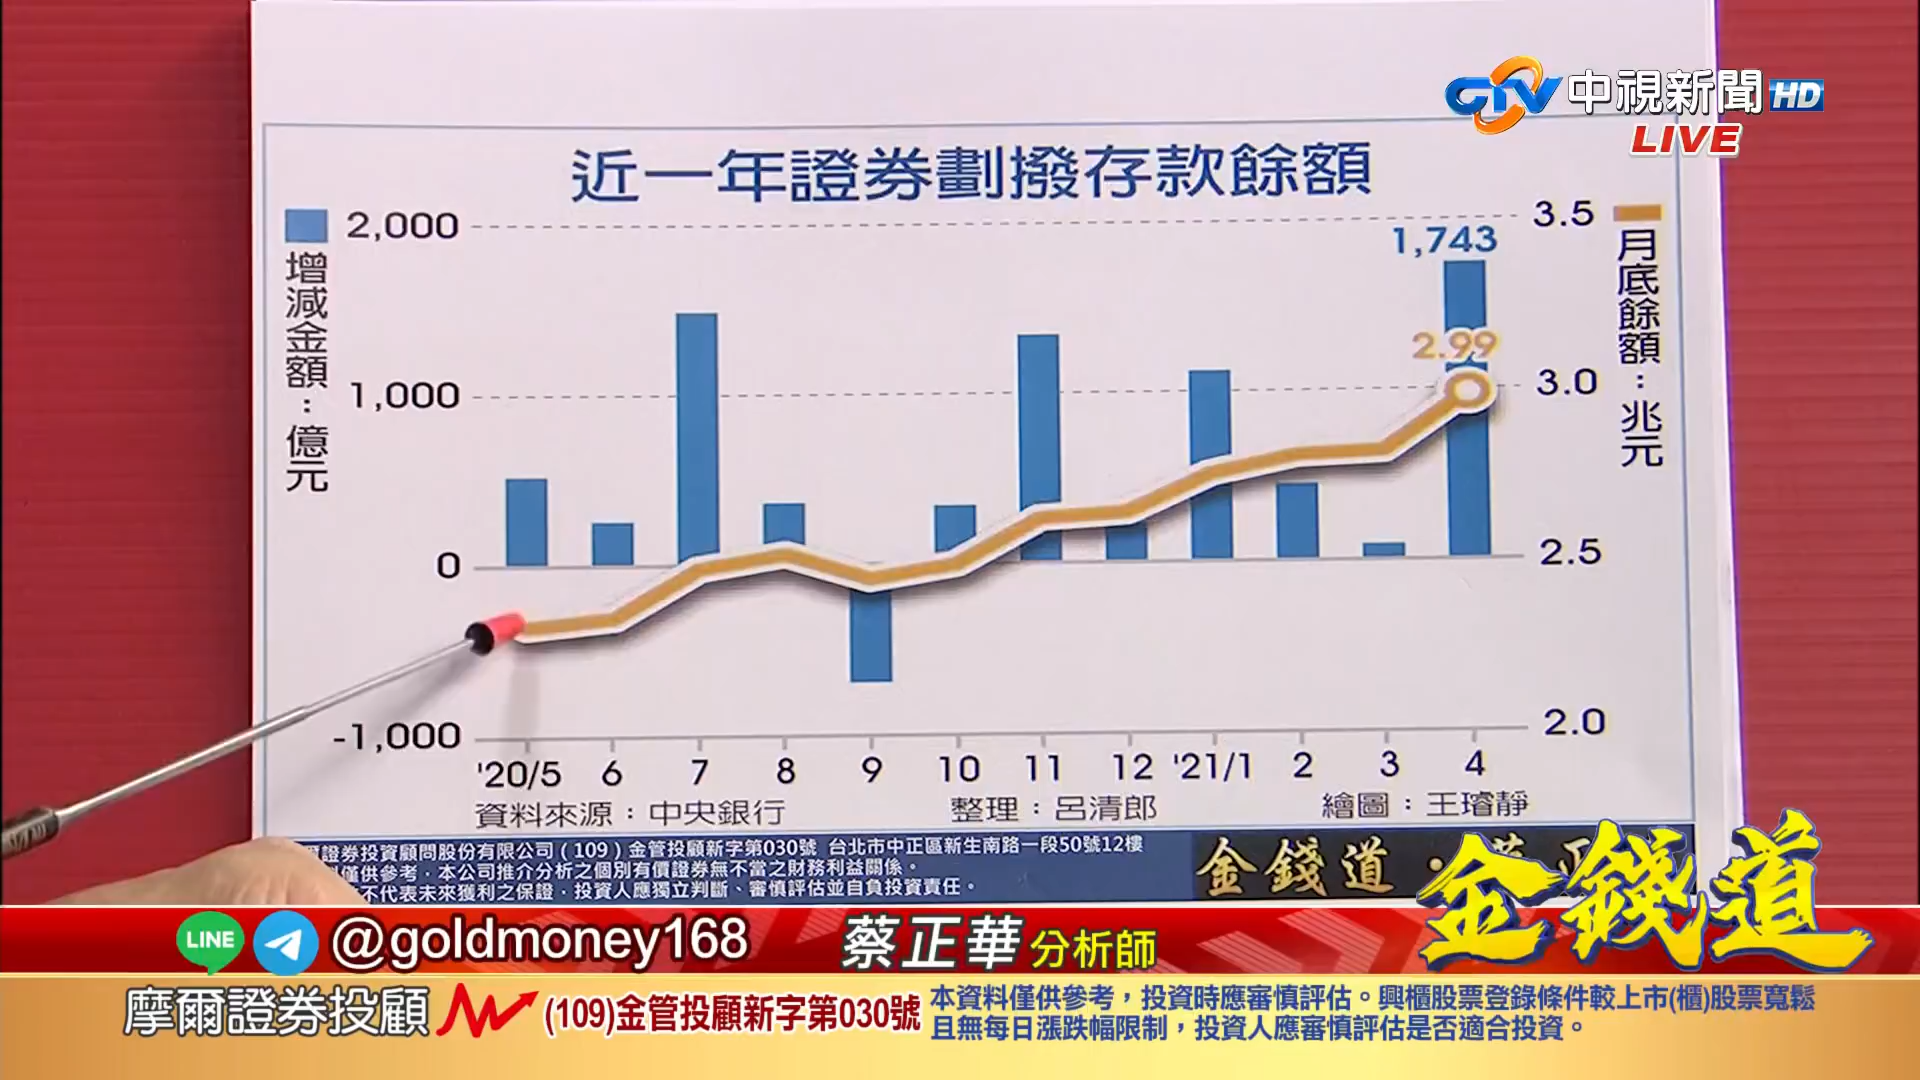 CTV 中視新聞 HD
LIVE
近一年證券劃撥存款餘額
增減金額：億元
2,000
1,000
0
-1,000
3.5
3.0
2.5
2.0
月底餘額：兆元
1,743
2.99
'20/5 6 7 8 9 10 11 12 '21/1 2 3 4
資料來源：中央銀行 整理：呂清郎 繪圖：王璿靜
證券投資顧問股份有限公司（109）金管投顧新字第030號 台北市中正區新生南路一段50號12樓
僅供參考．本公司推介分析之個別有價證券無不當之財務利益關係。
不代表未來獲利之保證．投資人應獨立判斷、審慎評估並自負投資責任。
金錢道・
金錢道
LINE @goldmoney168 蔡正華 分析師
摩爾證券投顧 (109)金管投顧新字第030號
本資料僅供參考，投資時應審慎評估。興櫃股票登錄條件較上市(櫃)股票寬鬆
且無每日漲跌幅限制，投資人應審慎評估是否適合投資。